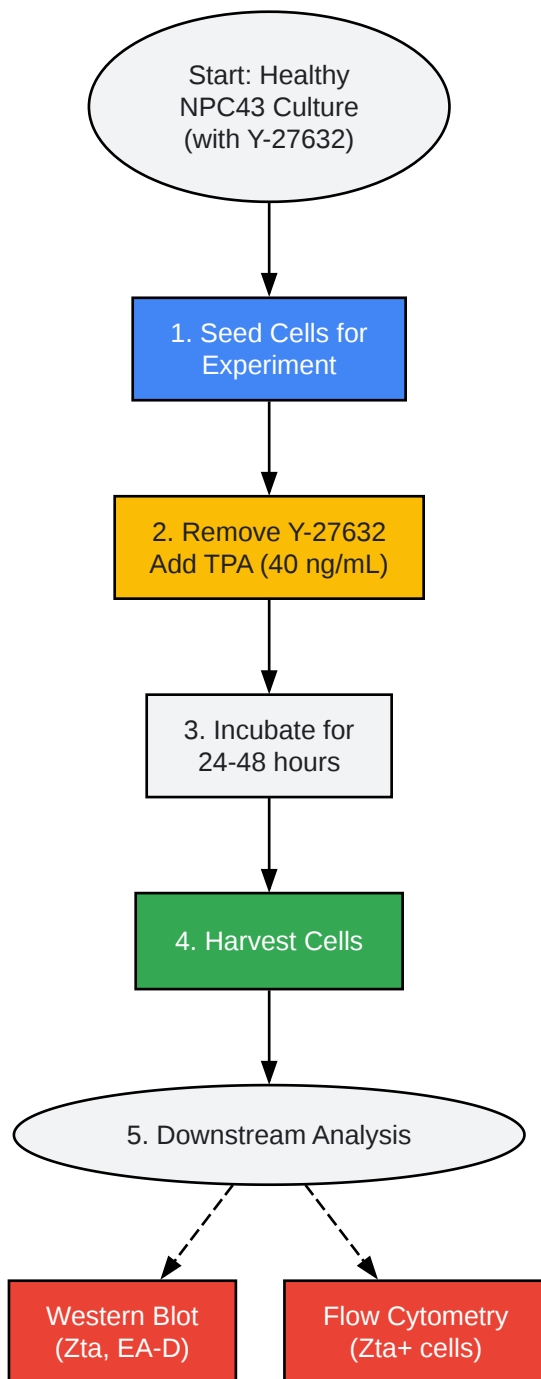 Start: Healthy
NPC43 Culture
(with Y-27632)
1. Seed Cells for
Experiment
2. Remove Y-27632
Add TPA (40 ng/mL)
3. Incubate for
24-48 hours
4. Harvest Cells
5. Downstream Analysis
Western Blot
(Zta, EA-D)
Flow Cytometry
(Zta+ cells)